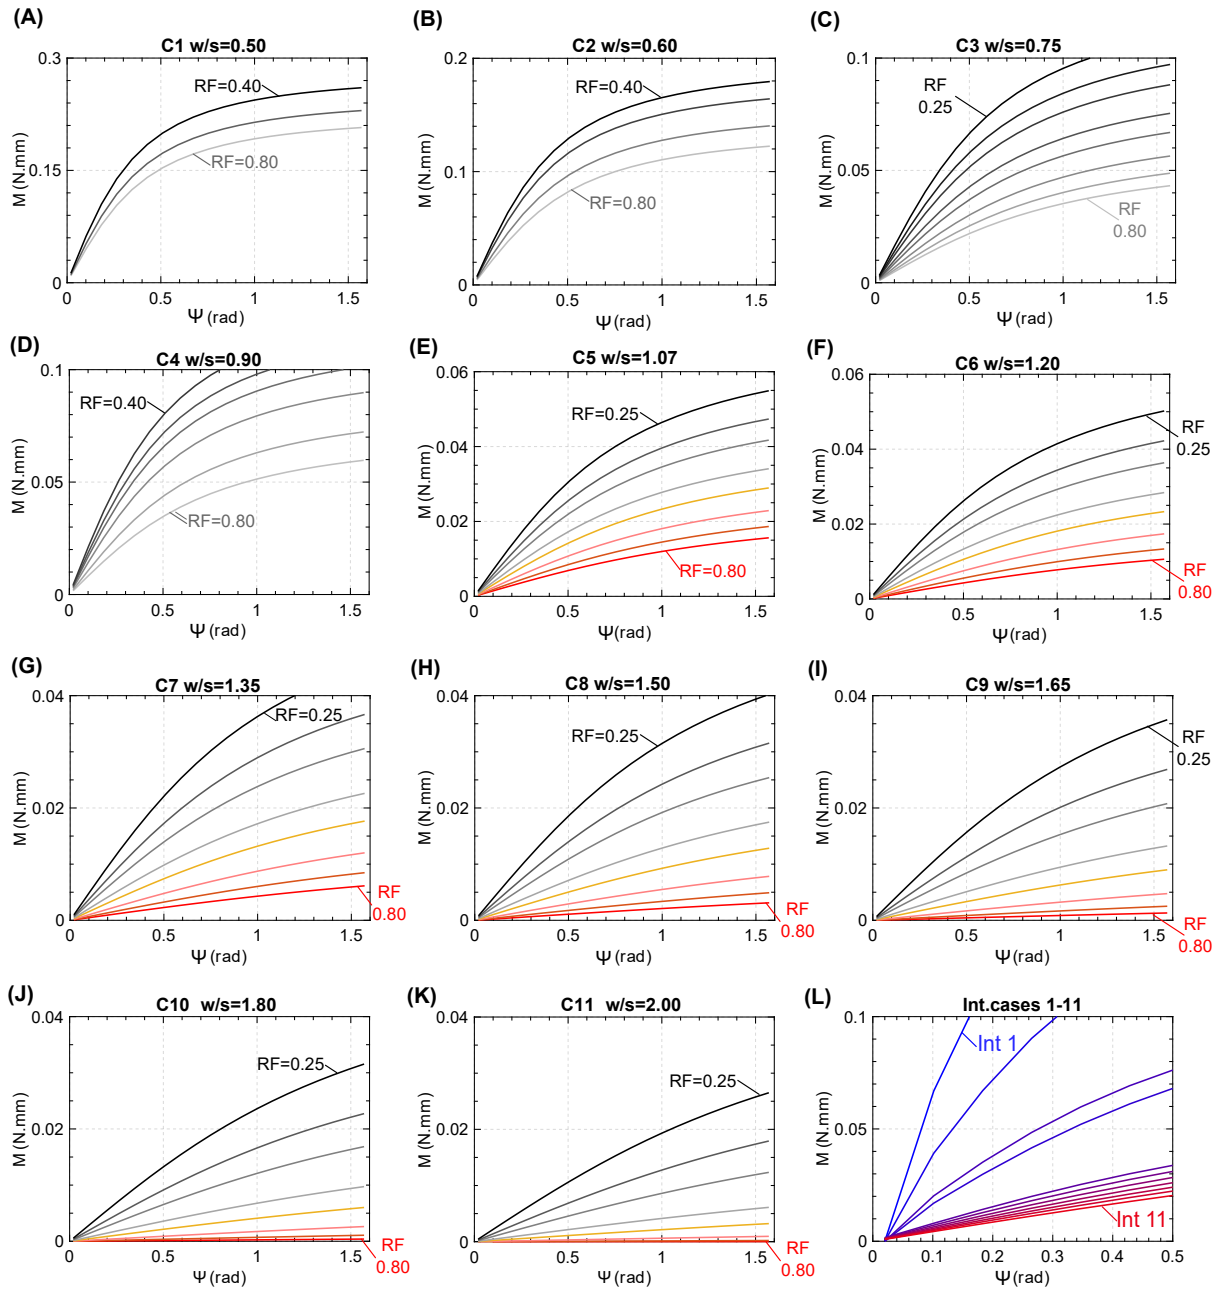 (A)
C1 w/s=0.50
0.3
0.15
0
M (N.mm)
RF=0.40
RF=0.80
0 0.5 1 1.5
Ψ (rad)
(B)
C2 w/s=0.60
0.2
0.1
0
M (N.mm)
RF=0.40
RF=0.80
0 0.5 1 1.5
Ψ (rad)
(C)
C3 w/s=0.75
0.1
0.05
0
M (N.mm)
RF
0.25
RF
0.80
0 0.5 1 1.5
Ψ (rad)
(D)
C4 w/s=0.90
0.1
0.05
0
M (N.mm)
RF=0.40
RF=0.80
0 0.5 1 1.5
Ψ (rad)
(E)
C5 w/s=1.07
0.06
0.04
0.02
0
M (N.mm)
RF=0.25
RF=0.80
0 0.5 1 1.5
Ψ (rad)
(F)
C6 w/s=1.20
0.06
0.04
0.02
0
M (N.mm)
RF
0.25
RF
0.80
0 0.5 1 1.5
Ψ (rad)
(G)
C7 w/s=1.35
0.04
0.02
0
M (N.mm)
RF=0.25
RF
0.80
0 0.5 1 1.5
Ψ (rad)
(H)
C8 w/s=1.50
0.04
0.02
0
M (N.mm)
RF=0.25
RF
0.80
0 0.5 1 1.5
Ψ (rad)
(I)
C9 w/s=1.65
0.04
0.02
0
M (N.mm)
RF
0.25
RF
0.80
0 0.5 1 1.5
Ψ (rad)
(J)
C10 w/s=1.80
0.04
0.02
0
M (N.mm)
RF=0.25
RF
0.80
0 0.5 1 1.5
Ψ (rad)
(K)
C11 w/s=2.00
0.04
0.02
0
M (N.mm)
RF=0.25
RF
0.80
0 0.5 1 1.5
Ψ (rad)
(L)
Int.cases 1-11
0.1
0.05
0
M (N.mm)
Int 1
Int 11
0 0.1 0.2 0.3 0.4 0.5
Ψ (rad)